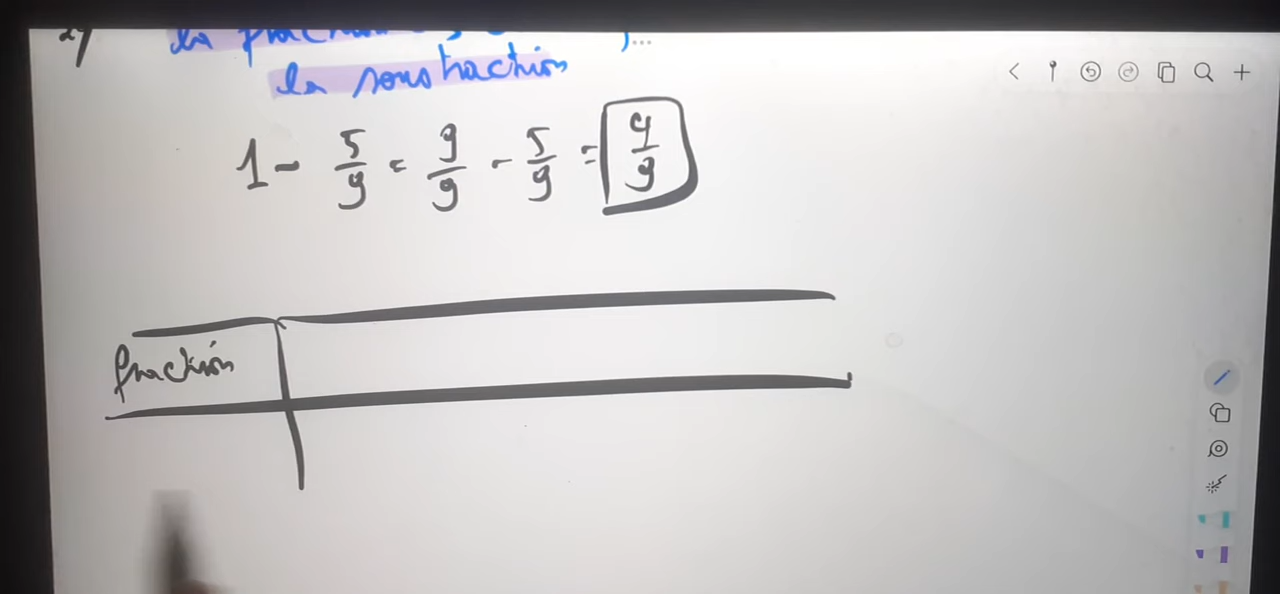 la soustraction
1 - 5/9 = 9/9 - 5/9 = 4/9
fraction